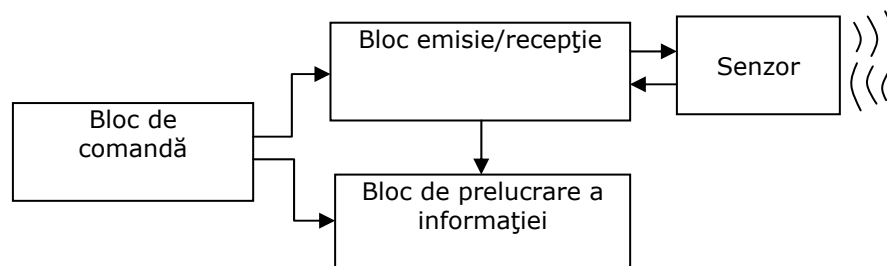 Bloc emisie/recepţie
Senzor
Bloc de
comandă
Bloc de prelucrare a
informaţiei